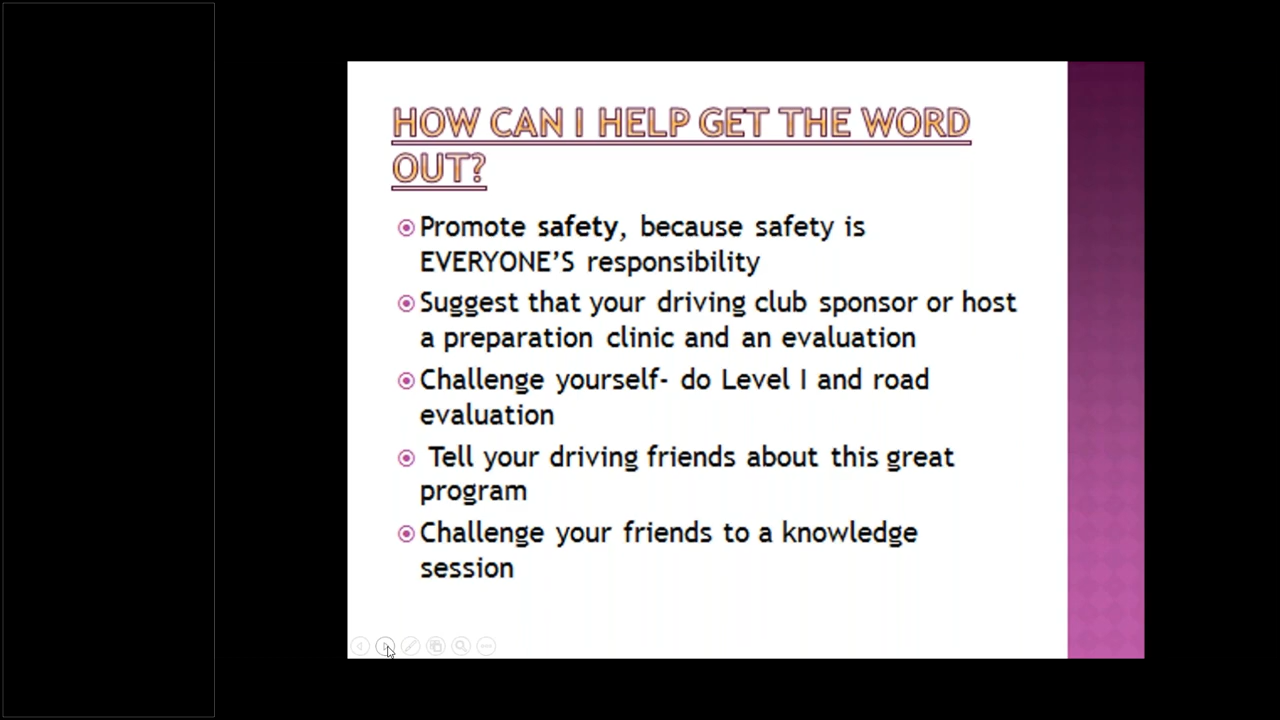 HOW CAN I HELP GET THE WORD
OUT?
Promote safety, because safety is
EVERYONE'S responsibility
Suggest that your driving club sponsor or host
a preparation clinic and an evaluation
Challenge yourself- do Level I and road
evaluation
Tell your driving friends about this great
program
Challenge your friends to a knowledge
session